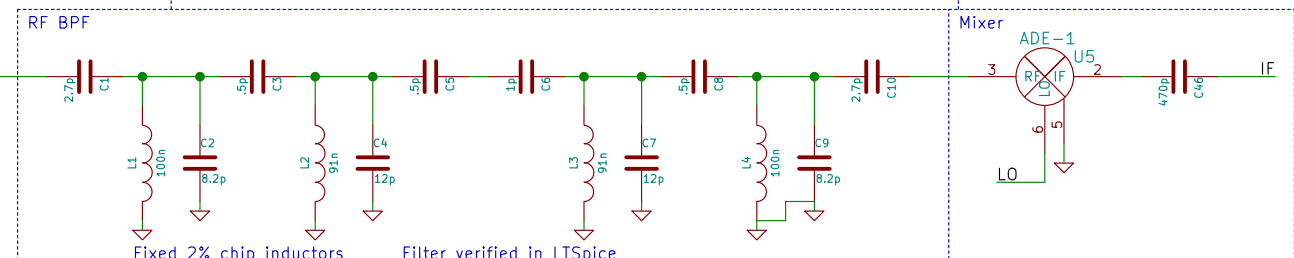 RF BPF
Mixer
ADE-1
U5
2.7p
C1
.5p
C3
.5p
C5
1p
C6
.5p
C8
2.7p
C10
3
RF
LO
IF
2
470p
C46
IF
6
5
L1
100n
C2
8.2p
L2
91n
C4
12p
L3
91n
C7
12p
L4
100n
C9
8.2p
LO
Fixed 2% chip inductors
Filter verified in LTSpice